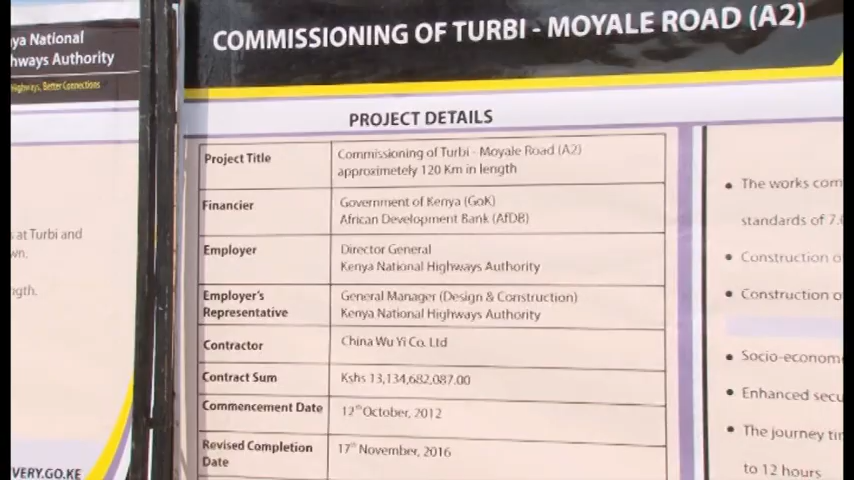 ya National
hways Authority
Highways, Better Connections
at Turbi and
wn.
gth.
VERY.GO.KE
COMMISSIONING OF TURBI - MOYALE ROAD (A2)
PROJECT DETAILS
Project Title
Commissioning of Turbi - Moyale Road (A2)
approximately 120 Km in length
Financier
Government of Kenya (GoK)
African Development Bank (AfDB)
Employer
Director General
Kenya National Highways Authority
Employer's
Representative
General Manager (Design & Construction)
Kenya National Highways Authority
Contractor
China Wu Yi Co. Ltd
Contract Sum
Kshs 13,134,682,087.00
Commencement Date
12th October, 2012
Revised Completion
Date
17th November, 2016
• The works com
standards of 7.
• Construction o
• Construction o
• Socio-econom
• Enhanced secu
• The journey tim
to 12 hours